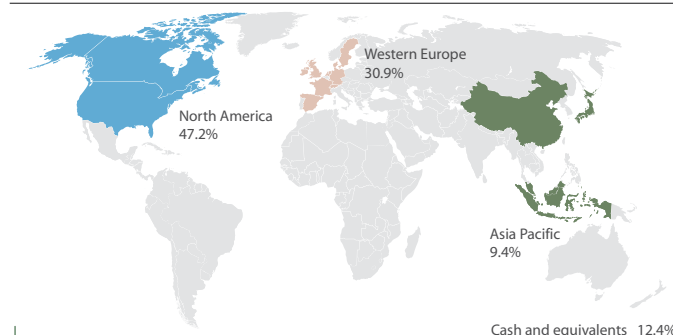 Western Europe
30.9%
North America
47.2%
Asia Pacific
9.4%
Cash and equivalents 12.4%